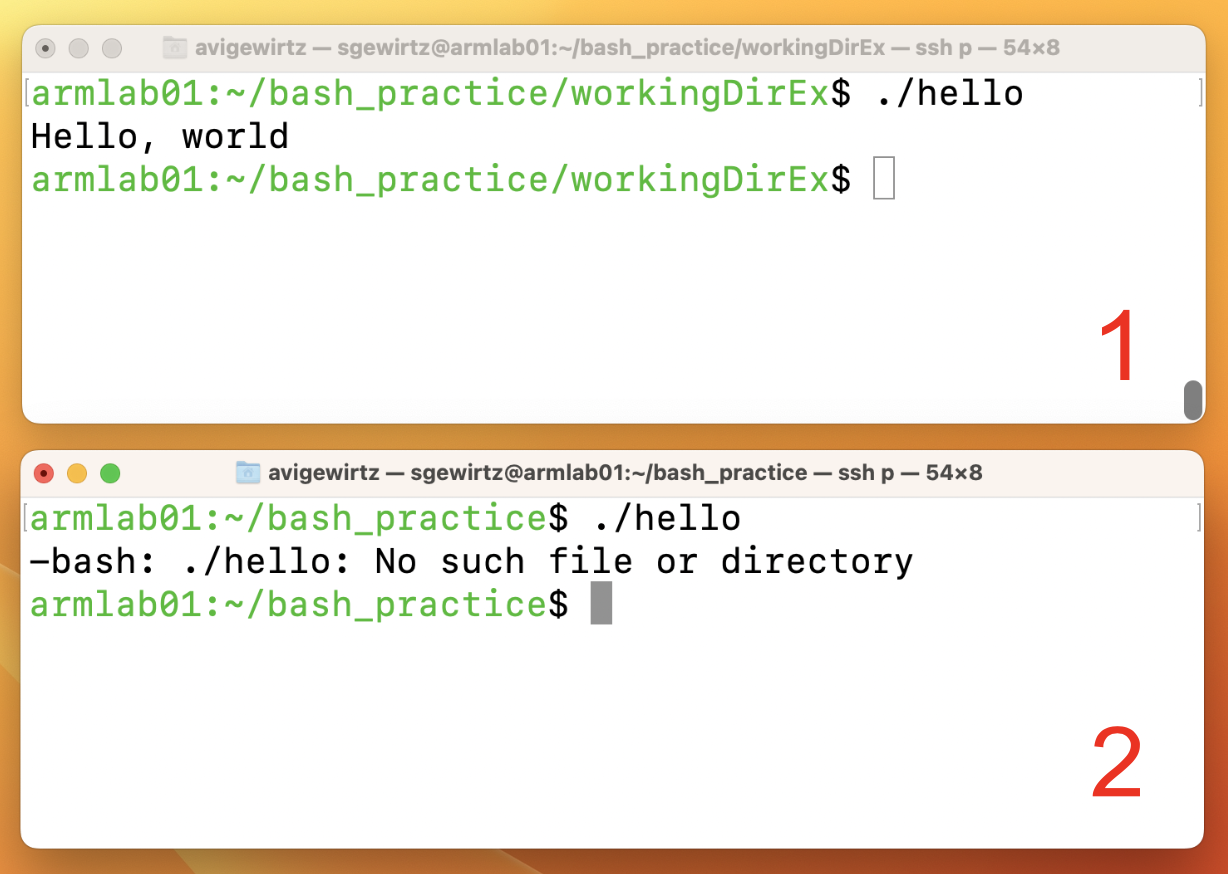 avigewirtz — sgewirtz@armlab01:~/bash_practice/workingDirEx — ssh p — 54×8
armlab01:~/bash_practice/workingDirEx$ ./hello
Hello, world
armlab01:~/bash_practice/workingDirEx$
1
avigewirtz — sgewirtz@armlab01:~/bash_practice — ssh p — 54×8
armlab01:~/bash_practice$ ./hello
-bash: ./hello: No such file or directory
armlab01:~/bash_practice$
2